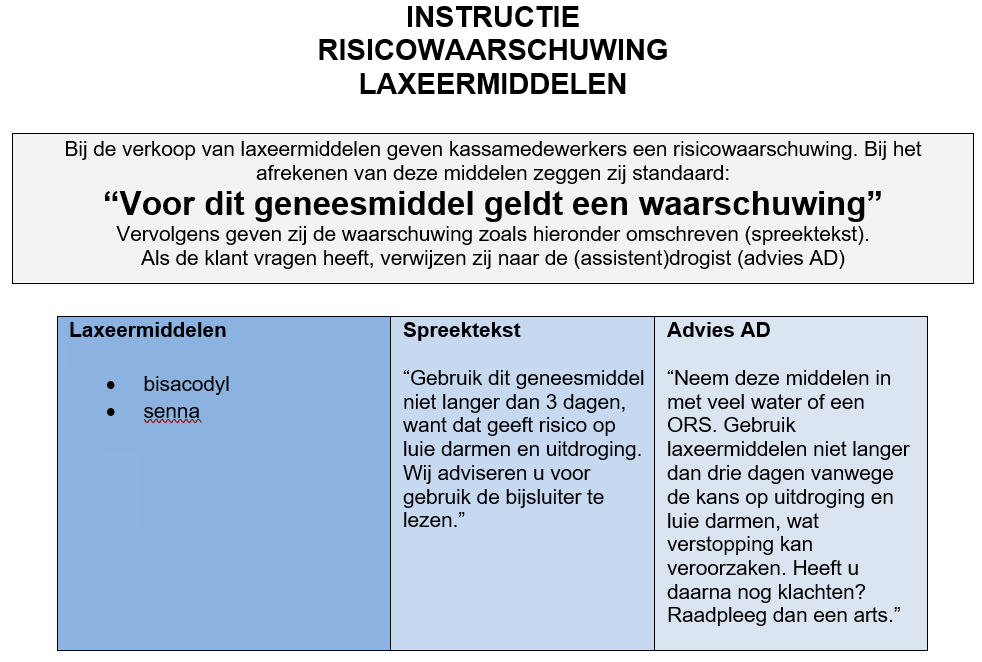 INSTRUCTIE
RISICOWAARSCHUWING
LAXEERMIDDELEN
Bij de verkoop van laxeermiddelen geven kassamedewerkers een risicowaarschuwing. Bij het
afrekenen van deze middelen zeggen zij standaard:
“Voor dit geneesmiddel geldt een waarschuwing”
Vervolgens geven zij de waarschuwing zoals hieronder omschreven (spreektekst).
Als de klant vragen heeft, verwijzen zij naar de (assistent)drogist (advies AD)
Laxeermiddelen
• bisacodyl
• senna
Spreektekst
“Gebruik dit geneesmiddel
niet langer dan 3 dagen,
want dat geeft risico op
luie darmen en uitdroging.
Wij adviseren u voor
gebruik de bijsluiter te
lezen.”
Advies AD
“Neem deze middelen in
met veel water of een
ORS. Gebruik
laxeermiddelen niet langer
dan drie dagen vanwege
de kans op uitdroging en
luie darmen, wat
verstopping kan
veroorzaken. Heeft u
daarna nog klachten?
Raadpleeg dan een arts.”